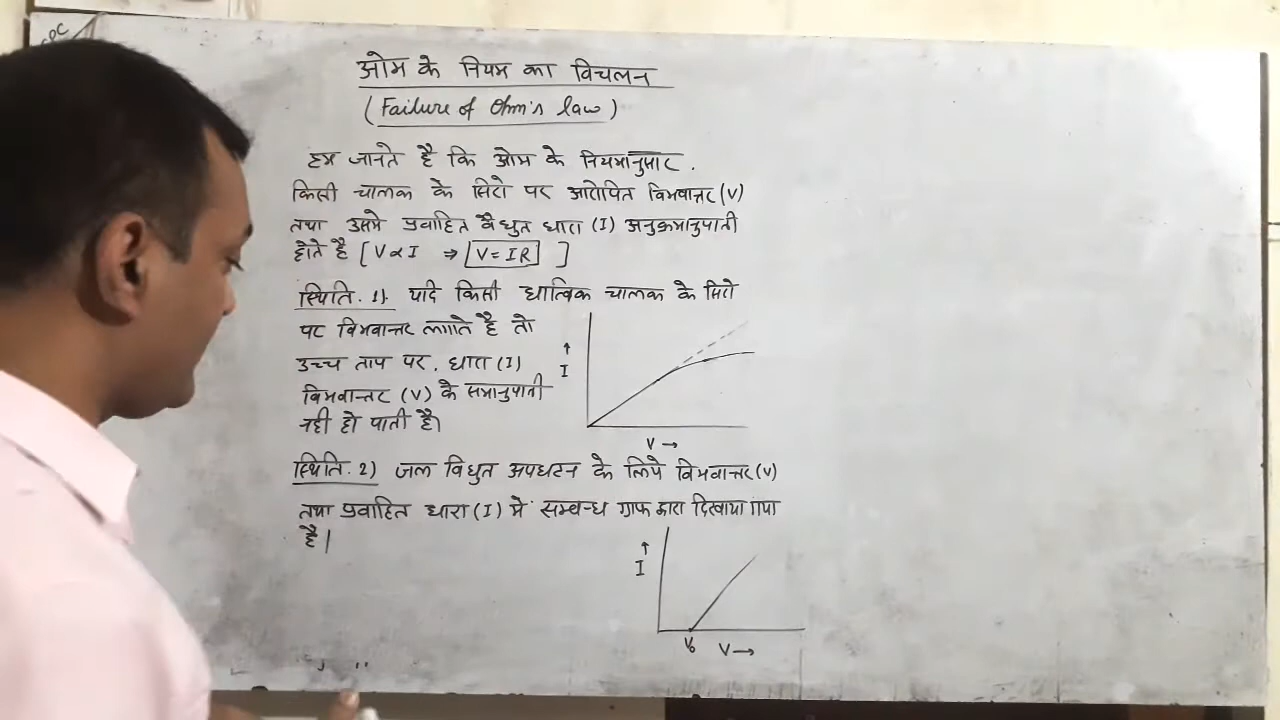 ओम के नियम का विचलन
(Failure of Ohm's law)
हम जानते है कि ओम के नियमानुसार.
किसी चालक के सिरो पर आरोपित विभवान्तर (V)
तथा उसमे प्रवाहित वैधुत धारा (I) अनुक्रमानुपाती
होते है [V∝I ⇒ V=IR]
स्थिति.1). यदि किसी धात्विक चालक के सिरो
पर विभवान्तर लगाते है तो
उच्च ताप पर. धारा (I)
विभवान्तर (V) के समानुपाती
नही हो पाती है।
↑
I
V→
स्थिति.2) जल विधुत अपघटन के लिये विभवान्तर (V)
तथा प्रवाहित धारा (I) मे सम्बन्ध ग्राफ द्वारा दिखाया गया
है।
↑
I
V₀ V→